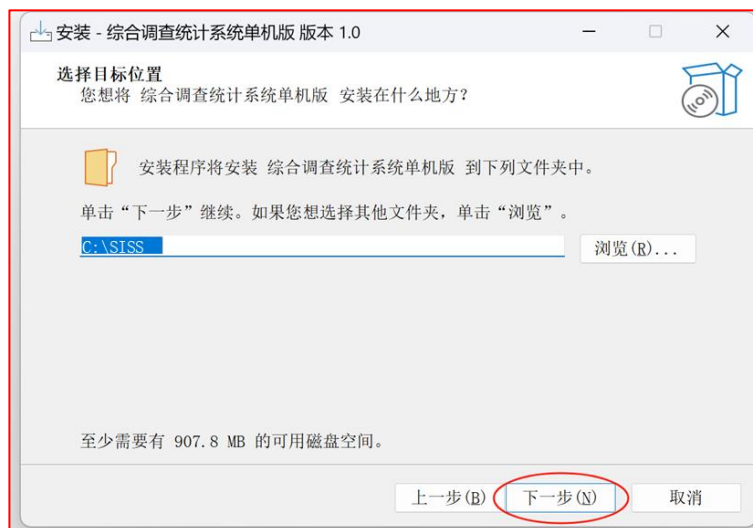 安装 - 综合调查统计系统单机版 版本 1.0
选择目标位置
您想将 综合调查统计系统单机版 安装在什么地方？
安装程序将安装 综合调查统计系统单机版 到下列文件夹中。
单击“下一步”继续。如果您想选择其他文件夹，单击“浏览”。
C:\SISS
浏览(R)...
至少需要有 907.8 MB 的可用磁盘空间。
上一步(B) 下一步(N) 取消